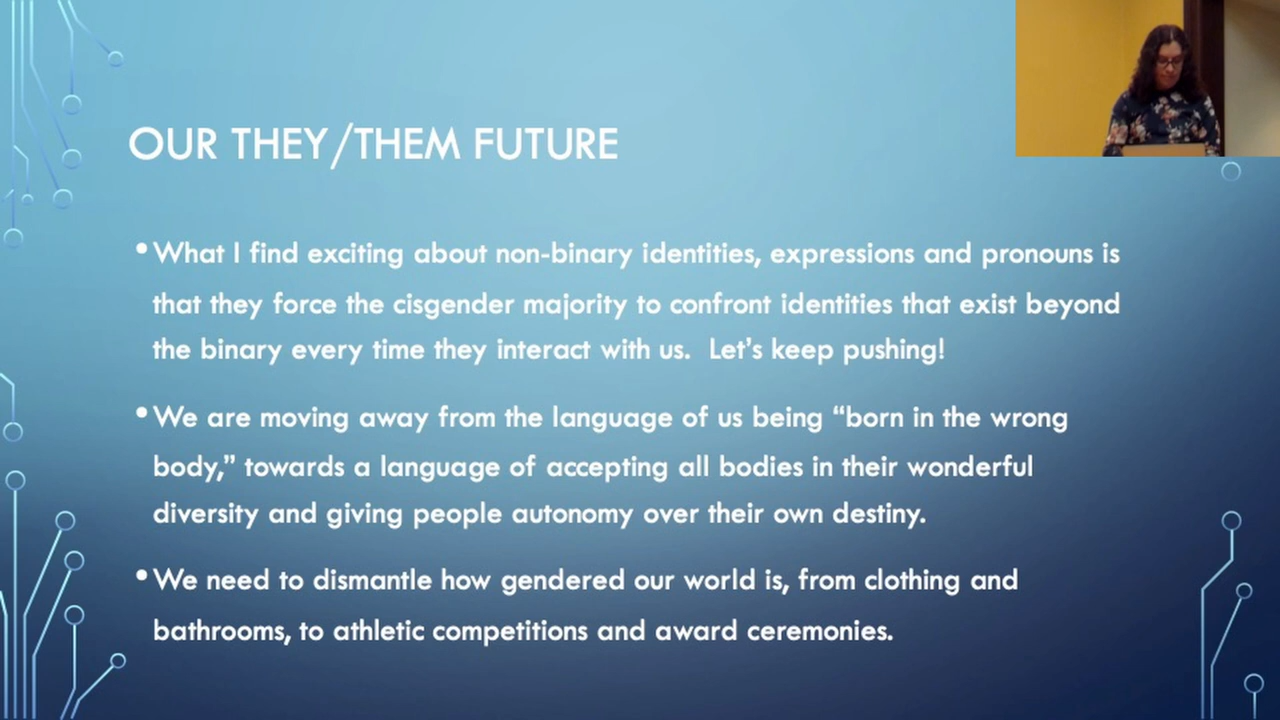 OUR THEY/THEM FUTURE
•What I find exciting about non-binary identities, expressions and pronouns is
that they force the cisgender majority to confront identities that exist beyond
the binary every time they interact with us.  Let’s keep pushing!
•We are moving away from the language of us being “born in the wrong
body,” towards a language of accepting all bodies in their wonderful
diversity and giving people autonomy over their own destiny.
•We need to dismantle how gendered our world is, from clothing and
bathrooms, to athletic competitions and award ceremonies.